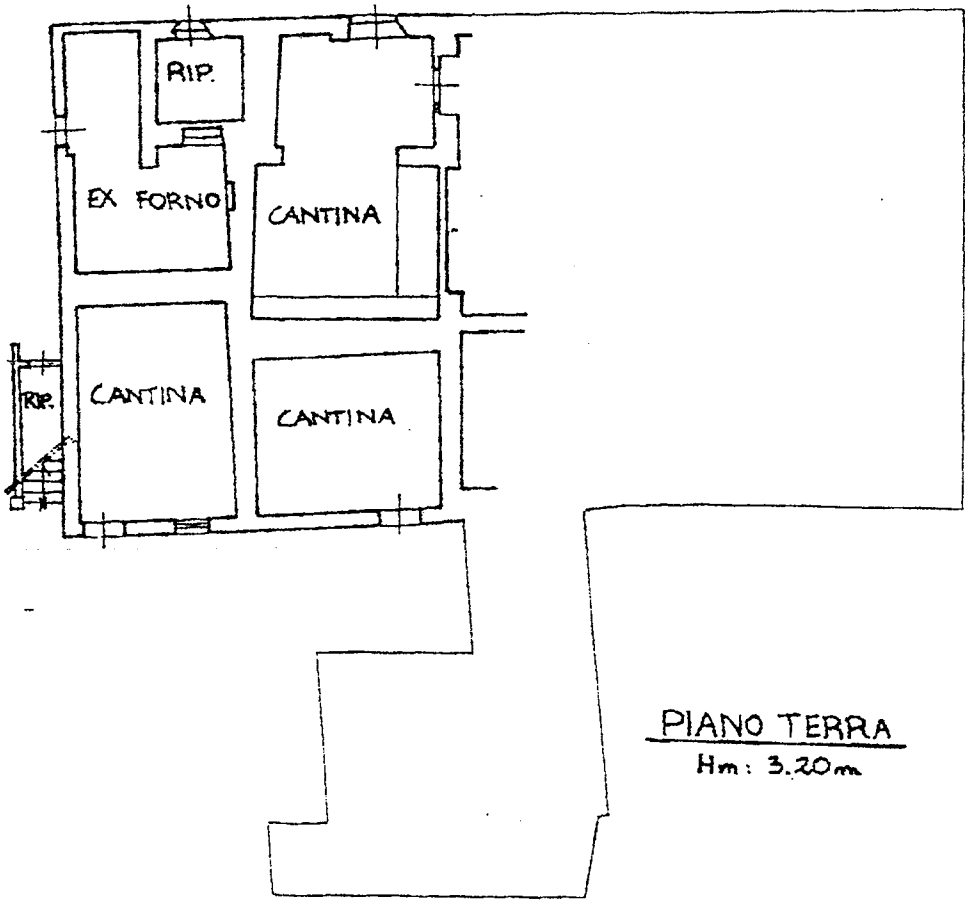 RIP.
EX FORNO
CANTINA
RIP.
CANTINA
CANTINA
PIANO TERRA
Hm: 3.20m